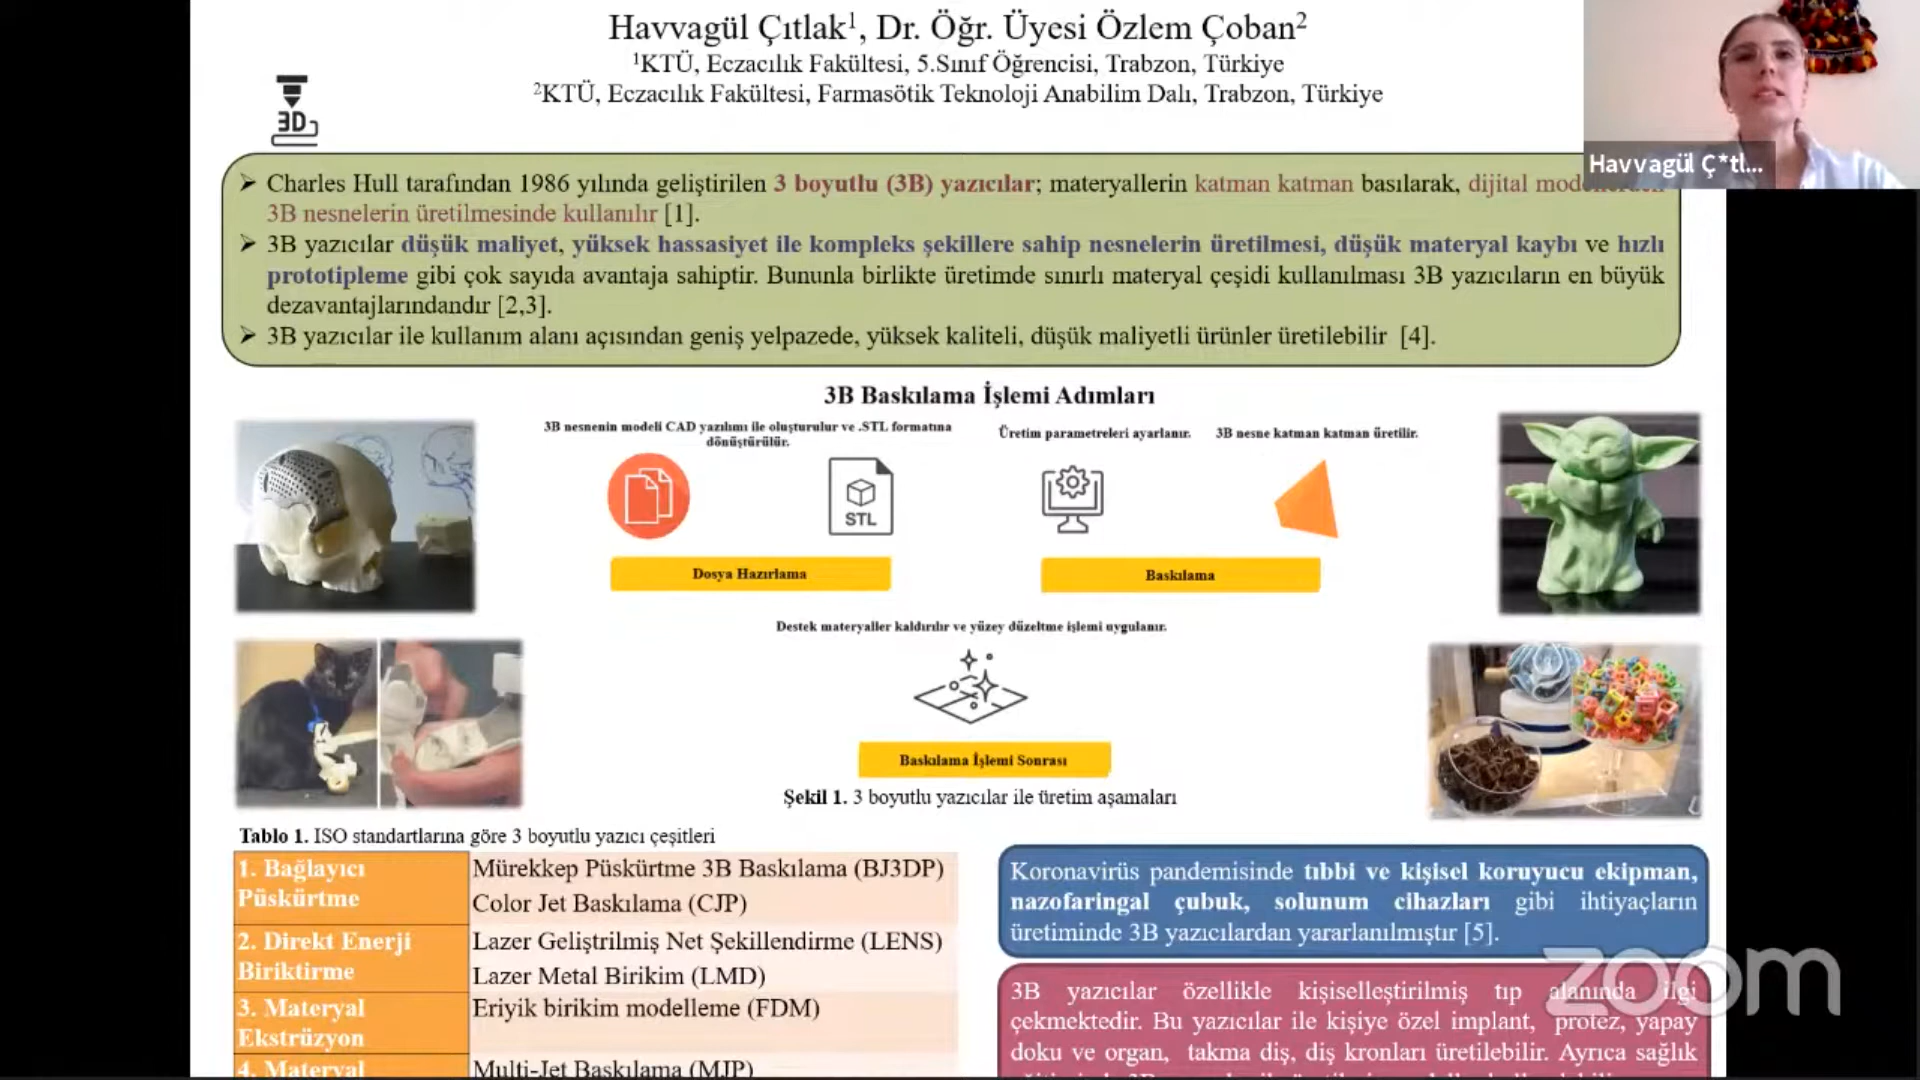 Havvagül Çıtlak¹, Dr. Öğr. Üyesi Özlem Çoban²
¹KTÜ, Eczacılık Fakültesi, 5.Sınıf Öğrencisi, Trabzon, Türkiye
²KTÜ, Eczacılık Fakültesi, Farmasötik Teknoloji Anabilim Dalı, Trabzon, Türkiye
3D
Havvagül Ç*tl...
➢ Charles Hull tarafından 1986 yılında geliştirilen 3 boyutlu (3B) yazıcılar; materyallerin katman katman basılarak, dijital
3B nesnelerin üretilmesinde kullanılır [1].
➢ 3B yazıcılar düşük maliyet, yüksek hassasiyet ile kompleks şekillere sahip nesnelerin üretilmesi, düşük materyal kaybı ve hızlı
prototipleme gibi çok sayıda avantaja sahiptir. Bununla birlikte üretimde sınırlı materyal çeşidi kullanılması 3B yazıcıların en büyük
dezavantajlarındandır [2,3].
➢ 3B yazıcılar ile kullanım alanı açısından geniş yelpazede, yüksek kaliteli, düşük maliyetli ürünler üretilebilir [4].
3B Baskılama İşlemi Adımları
3B nesnenin modeli CAD yazılımı ile oluşturulur ve .STL formatına
dönüştürülür.
Üretim parametreleri ayarlanır.
3B nesne katman katman üretilir.
STL
Dosya Hazırlama
Baskılama
Destek materyaller kaldırılır ve yüzey düzeltme işlemi uygulanır.
Baskılama İşlemi Sonrası
Şekil 1. 3 boyutlu yazıcılar ile üretim aşamaları
Tablo 1. ISO standartlarına göre 3 boyutlu yazıcı çeşitleri
1. Bağlayıcı
Püskürtme
Mürekkep Püskürtme 3B Baskılama (BJ3DP)
Color Jet Baskılama (CJP)
2. Direkt Enerji
Biriktirme
Lazer Geliştrilmiş Net Şekillendirme (LENS)
Lazer Metal Birikim (LMD)
3. Materyal
Ekstrüzyon
Eriyik birikim modelleme (FDM)
4. Materyal
Multi-Jet Baskılama (MJP)
Koronavirüs pandemisinde tıbbi ve kişisel koruyucu ekipman,
nazofaringal çubuk, solunum cihazları gibi ihtiyaçların
üretiminde 3B yazıcılardan yararlanılmıştır [5].
3B yazıcılar özellikle kişiselleştirilmiş tıp alanında ilgi
çekmektedir. Bu yazıcılar ile kişiye özel implant, protez, yapay
doku ve organ, takma diş, diş kronları üretilebilir. Ayrıca sağlık
zoom